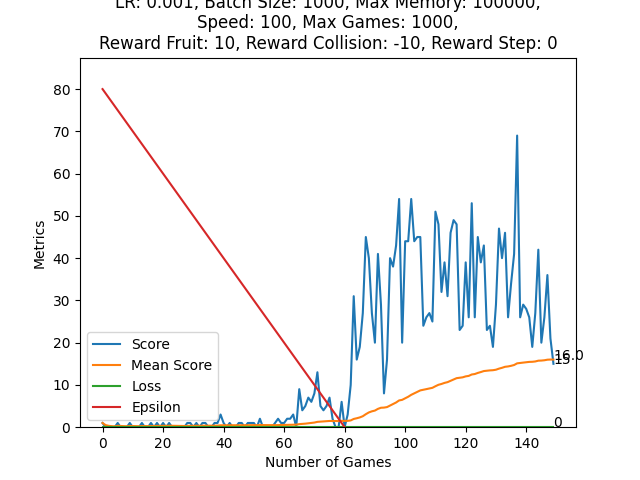 LR: 0.001, Batch Size: 1000, Max Memory: 100000,
Speed: 100, Max Games: 1000,
Reward Fruit: 10, Reward Collision: -10, Reward Step: 0
80
70
60
50
40
30
20
10
0
Metrics
Score
Mean Score
Loss
Epsilon
16.0
15
0
0 20 40 60 80 100 120 140
Number of Games